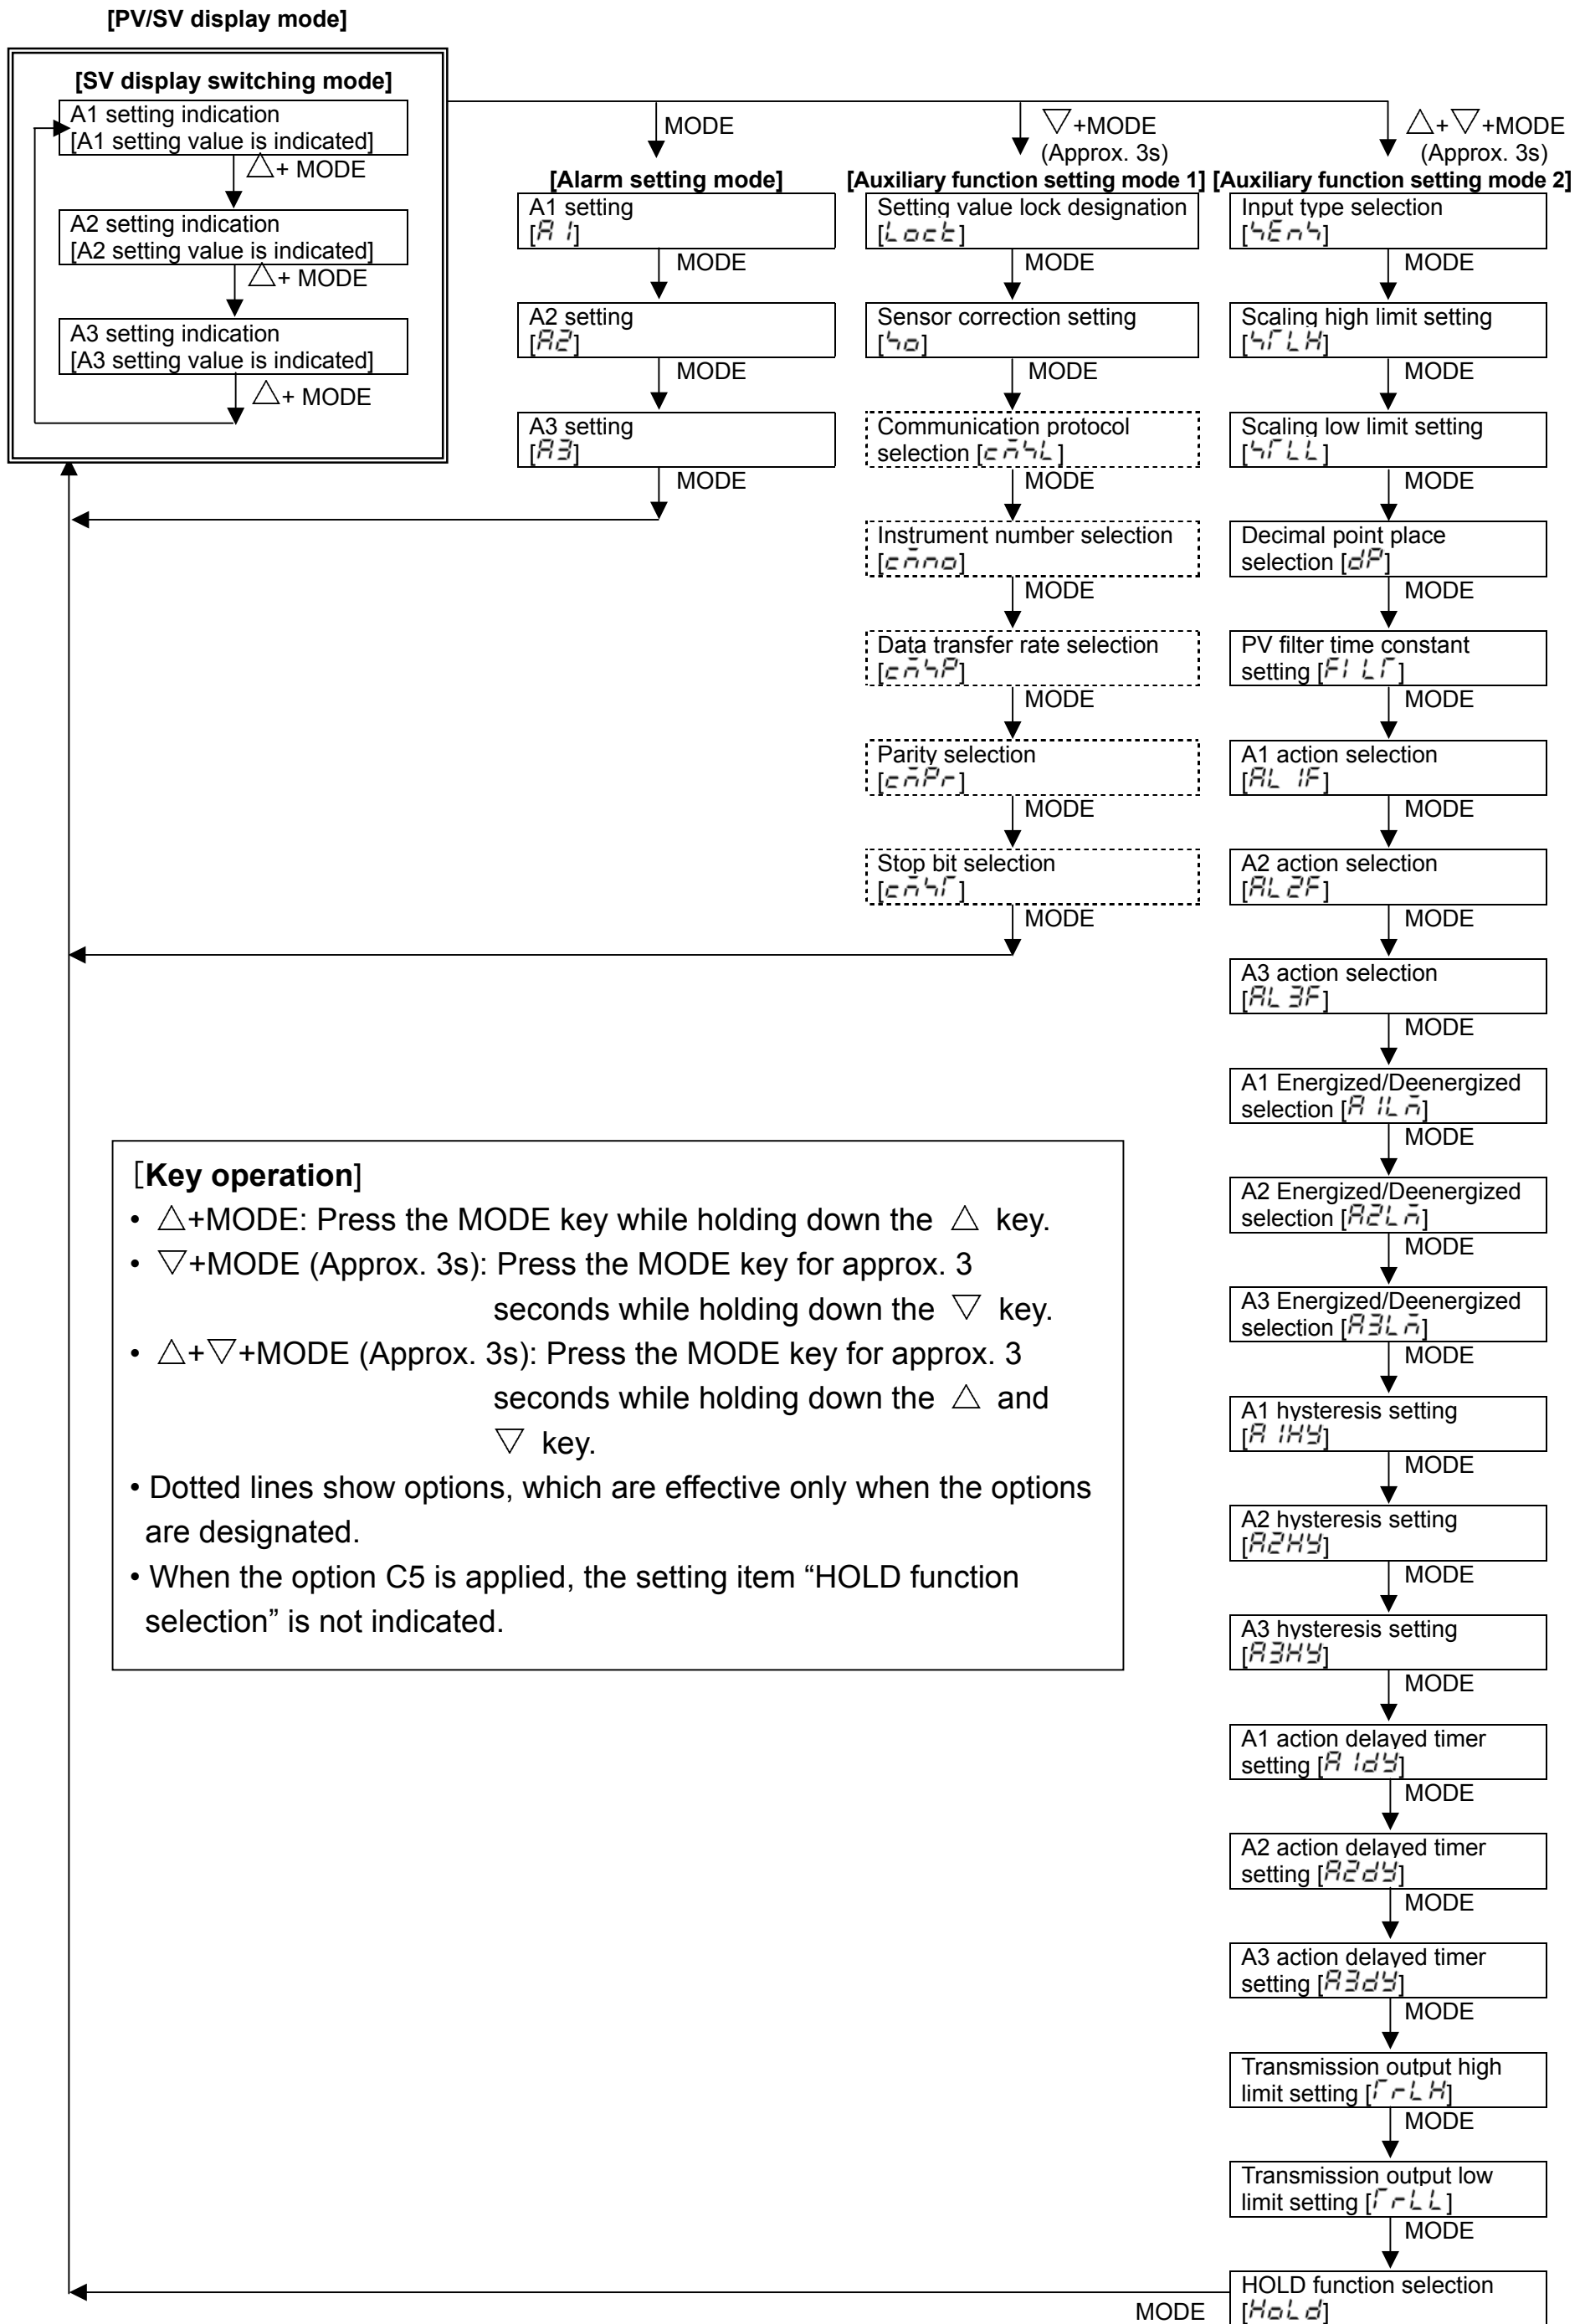 [PV/SV display mode]
[SV display switching mode]
A1 setting indication
[A1 setting value is indicated]
△+ MODE
A2 setting indication
[A2 setting value is indicated]
△+ MODE
A3 setting indication
[A3 setting value is indicated]
△+ MODE
MODE
[Alarm setting mode]
A1 setting
[A1]
MODE
A2 setting
[A2]
MODE
A3 setting
[A3]
MODE
▽+MODE
(Approx. 3s)
[Auxiliary function setting mode 1]
Setting value lock designation
[Lock]
MODE
Sensor correction setting
[so]
MODE
Communication protocol
selection [cmsL]
MODE
Instrument number selection
[cmno]
MODE
Data transfer rate selection
[cmsP]
MODE
Parity selection
[cmPr]
MODE
Stop bit selection
[cmsT]
MODE
△+▽+MODE
(Approx. 3s)
[Auxiliary function setting mode 2]
Input type selection
[sEns]
MODE
Scaling high limit setting
[sTLH]
MODE
Scaling low limit setting
[sTLL]
MODE
Decimal point place
selection [dP]
MODE
PV filter time constant
setting [FILT]
MODE
A1 action selection
[AL1F]
MODE
A2 action selection
[AL2F]
MODE
A3 action selection
[AL3F]
MODE
A1 Energized/Deenergized
selection [A1Lm]
MODE
A2 Energized/Deenergized
selection [A2Lm]
MODE
A3 Energized/Deenergized
selection [A3Lm]
MODE
A1 hysteresis setting
[A1HY]
MODE
A2 hysteresis setting
[A2HY]
MODE
A3 hysteresis setting
[A3HY]
MODE
A1 action delayed timer
setting [A1dY]
MODE
A2 action delayed timer
setting [A2dY]
MODE
A3 action delayed timer
setting [A3dY]
MODE
Transmission output high
limit setting [TrLH]
MODE
Transmission output low
limit setting [TrLL]
MODE
HOLD function selection
[HoLd]
MODE
[Key operation]
• △+MODE: Press the MODE key while holding down the △ key.
• ▽+MODE (Approx. 3s): Press the MODE key for approx. 3
seconds while holding down the ▽ key.
• △+▽+MODE (Approx. 3s): Press the MODE key for approx. 3
seconds while holding down the △ and
▽ key.
• Dotted lines show options, which are effective only when the options
are designated.
• When the option C5 is applied, the setting item “HOLD function
selection” is not indicated.